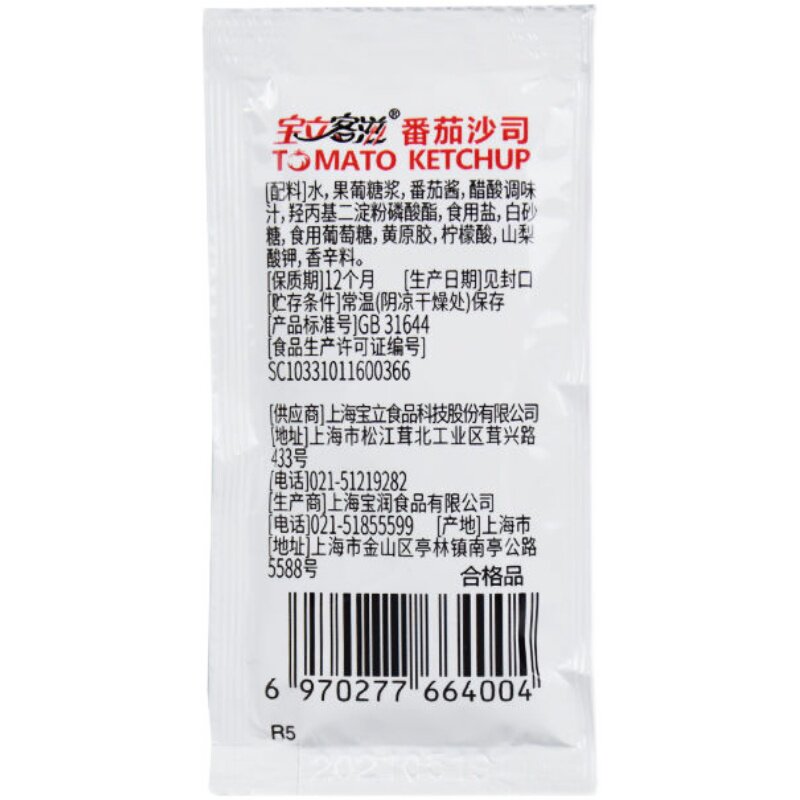 宝立客滋® 番茄沙司
TOMATO KETCHUP
[配料]水,果葡糖浆,番茄酱,醋酸调味
汁,羟丙基二淀粉磷酸酯,食用盐,白砂
糖,食用葡萄糖,黄原胶,柠檬酸,山梨
酸钾,香辛料。
[保质期]12个月 [生产日期]见封口
[贮存条件]常温(阴凉干燥处)保存
[产品标准号]GB 31644
[食品生产许可证编号]
SC10331011600366
[供应商]上海宝立食品科技股份有限公司
[地址]上海市松江茸北工业区茸兴路
433号
[电话]021-51219282
[生产商]上海宝润食品有限公司
[电话]021-51855599 [产地]上海市
[地址]上海市金山区亭林镇南亭公路
5588号
合格品
6 970277 664004
R5